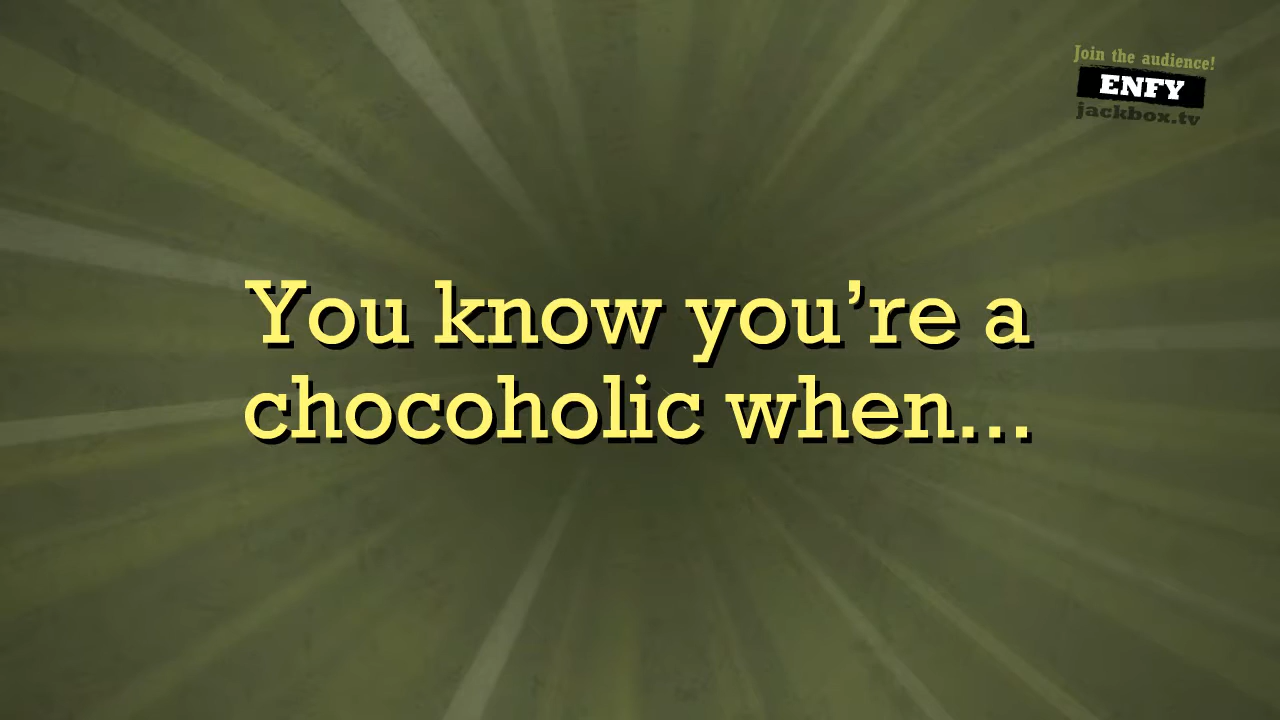 Join the audience!
ENFY
jackbox.tv
You know you’re a
chocoholic when...